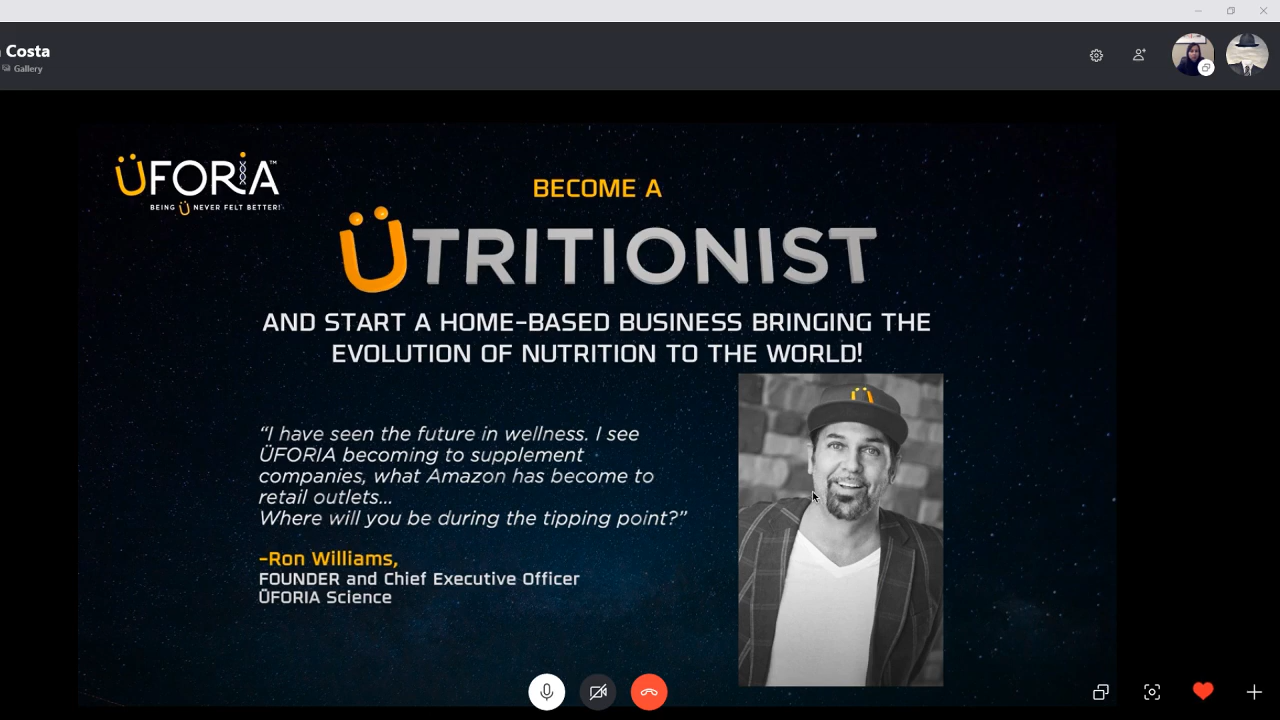 Costa
Gallery
ÜFORIA™
BEING Ü NEVER FELT BETTER!
BECOME A
ÜTRITIONIST
AND START A HOME-BASED BUSINESS BRINGING THE
EVOLUTION OF NUTRITION TO THE WORLD!
Ü
“I have seen the future in wellness. I see
ÜFORIA becoming to supplement
companies, what Amazon has become to
retail outlets...
Where will you be during the tipping point?”
–Ron Williams,
FOUNDER and Chief Executive Officer
ÜFORIA Science